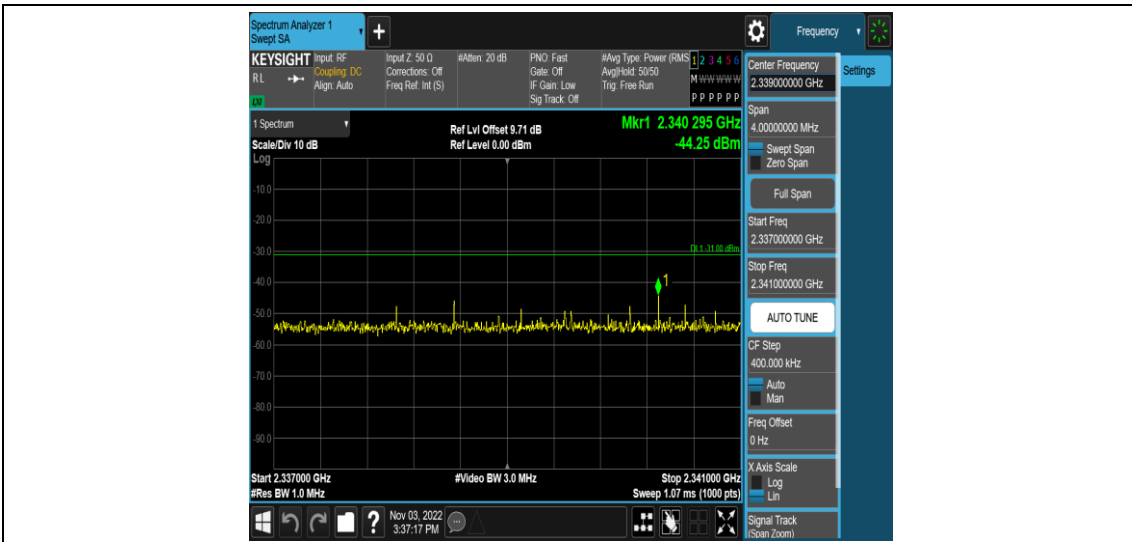 Spectrum Analyzer 1
Swept SA
+
Frequency
KEYSIGHT
RL
LXI
Input: RF
Coupling: DC
Align: Auto
Input Z: 50 Ω
Corrections: Off
Freq Ref: Int (S)
#Atten: 20 dB
PNO: Fast
Gate: Off
IF Gain: Low
Sig Track: Off
#Avg Type: Power (RMS
Avg|Hold: 50/50
Trig: Free Run
1 2 3 4 5 6
M W W W W W
P P P P P P
1 Spectrum
Scale/Div 10 dB
Log
Ref Lvl Offset 9.71 dB
Ref Level 0.00 dBm
Mkr1 2.340 295 GHz
-44.25 dBm
-10.0
-20.0
-30.0
DL1 -31.00 dBm
-40.0
1
-50.0
-60.0
-70.0
-80.0
-90.0
Start 2.337000 GHz
#Res BW 1.0 MHz
#Video BW 3.0 MHz
Stop 2.341000 GHz
Sweep 1.07 ms (1000 pts)
?
Nov 03, 2022
3:37:17 PM
Center Frequency
2.339000000 GHz
Settings
Span
4.00000000 MHz
Swept Span
Zero Span
Full Span
Start Freq
2.337000000 GHz
Stop Freq
2.341000000 GHz
AUTO TUNE
CF Step
400.000 kHz
Auto
Man
Freq Offset
0 Hz
X Axis Scale
Log
Lin
Signal Track
(Span Zoom)